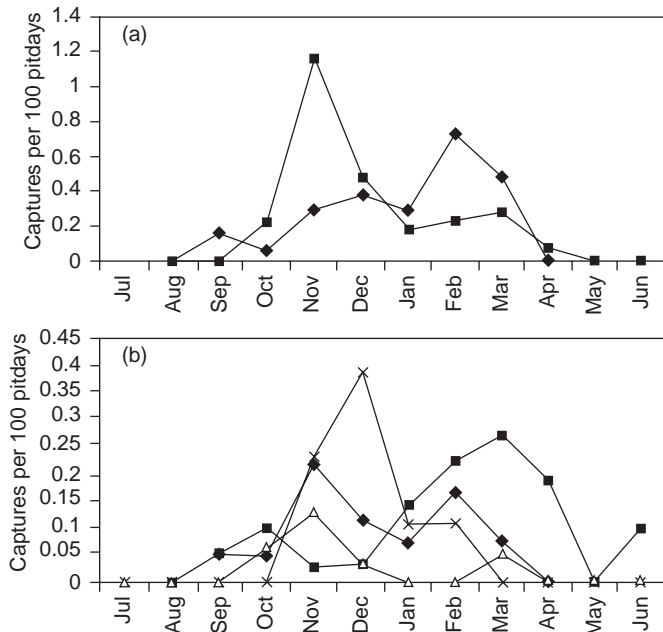 Captures per 100 pitdays
(a)
1.4
1.2
1
0.8
0.6
0.4
0.2
0
Jul
Aug
Sep
Oct
Nov
Dec
Jan
Feb
Mar
Apr
May
Jun
Captures per 100 pitdays
(b)
0.45
0.4
0.35
0.3
0.25
0.2
0.15
0.1
0.05
0
Jul
Aug
Sep
Oct
Nov
Dec
Jan
Feb
Mar
Apr
May
Jun